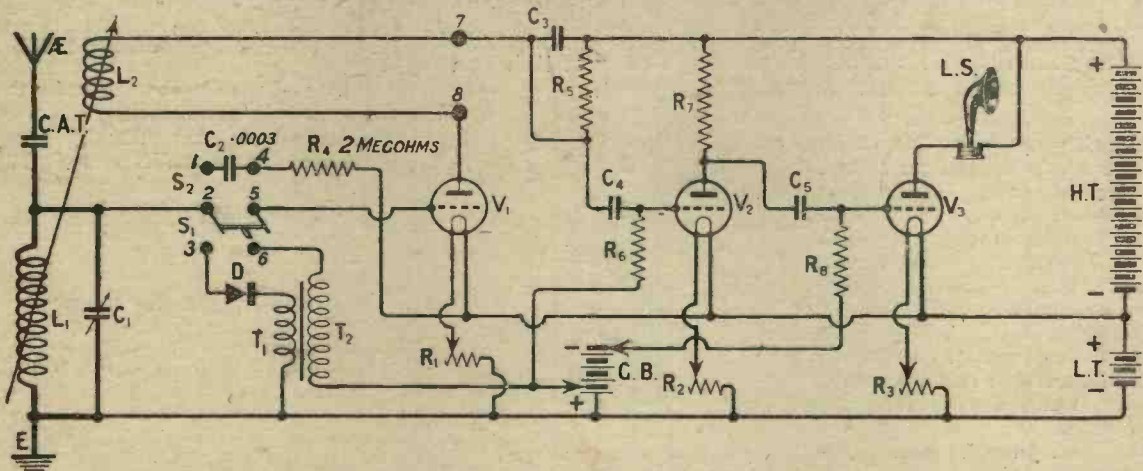 Æ
L₂
7
C₃
8
R₅
R₇
L.S.
+
C.A.T.
C₂ ·0003
R₄ 2 MEGOHMS
1
4
S₂
2
5
V₁
C₄
V₂
C₅
V₃
H.T.
S₁
3
6
D
R₆
R₈
L₁
C₁
T₁
T₂
R₁
G.B.
-
+
R₂
R₃
-
+
L.T.
-
E